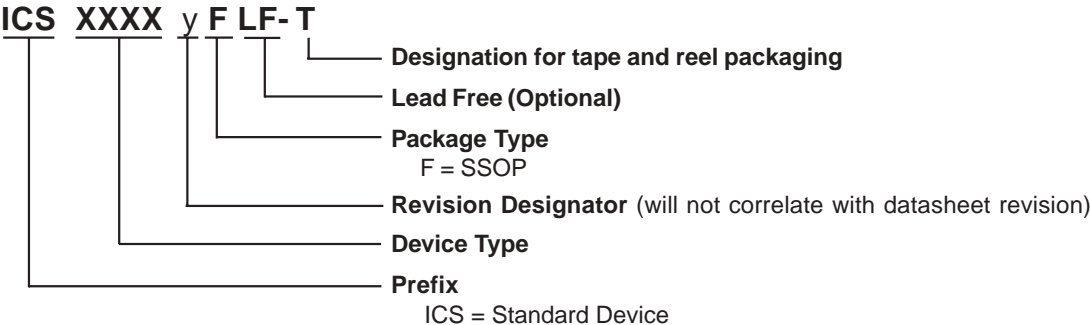 ICS XXXX y F LF- T
Designation for tape and reel packaging
Lead Free (Optional)
Package Type
F = SSOP
Revision Designator (will not correlate with datasheet revision)
Device Type
Prefix
ICS = Standard Device